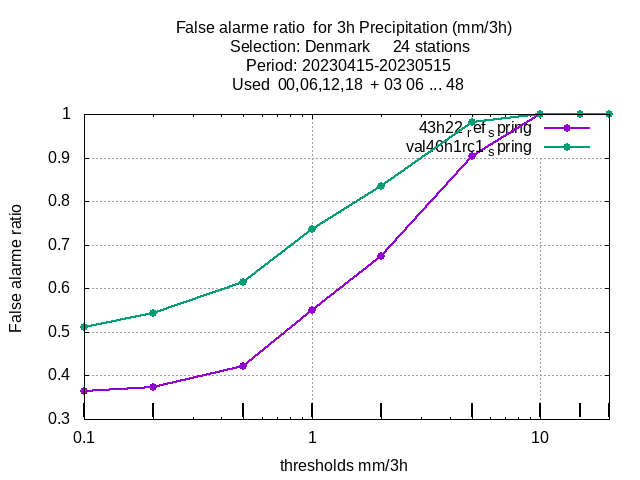 False alarme ratio  for 3h Precipitation (mm/3h)
Selection: Denmark     24 stations
Period: 20230415-20230515
Used  00,06,12,18  + 03 06 ... 48
1
0.9
0.8
0.7
0.6
0.5
0.4
0.3
False alarme ratio
43h22_ref_spring
val46h1rc1_spring
0.1
1
10
thresholds mm/3h